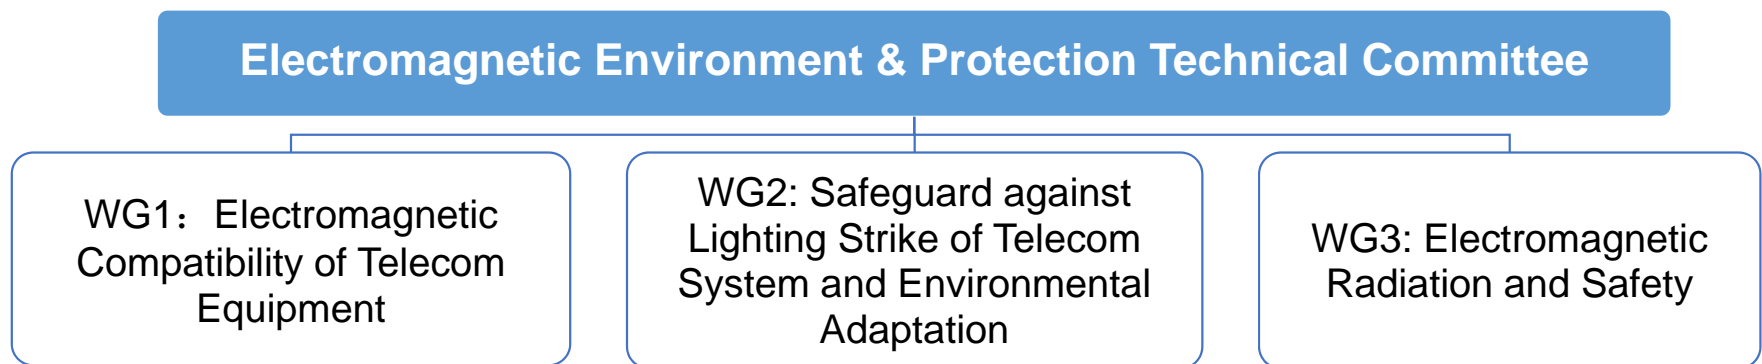 Electromagnetic Environment & Protection Technical Committee
WG1：Electromagnetic
Compatibility of Telecom
Equipment
WG2: Safeguard against
Lighting Strike of Telecom
System and Environmental
Adaptation
WG3: Electromagnetic
Radiation and Safety